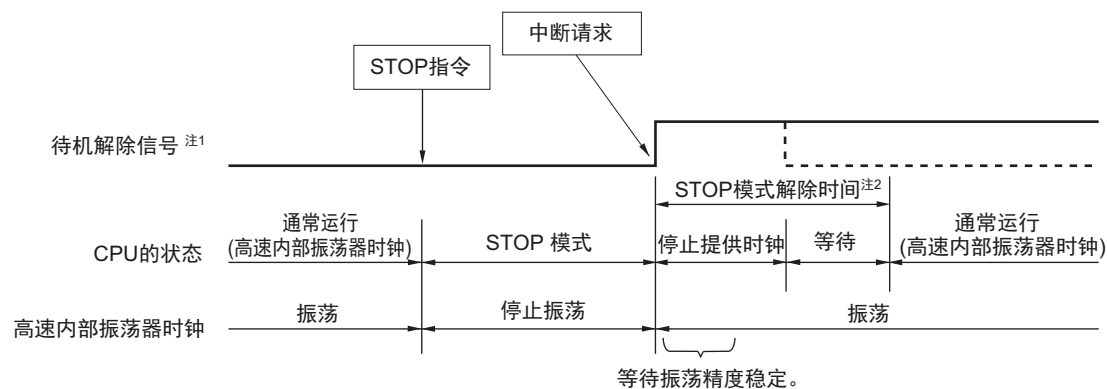 中断请求
STOP指令
待机解除信号 注1
STOP模式解除时间注2
通常运行
(高速内部振荡器时钟)
CPU的状态
STOP 模式
停止提供时钟
等待
通常运行
(高速内部振荡器时钟)
高速内部振荡器时钟
振荡
停止振荡
振荡
等待振荡精度稳定。